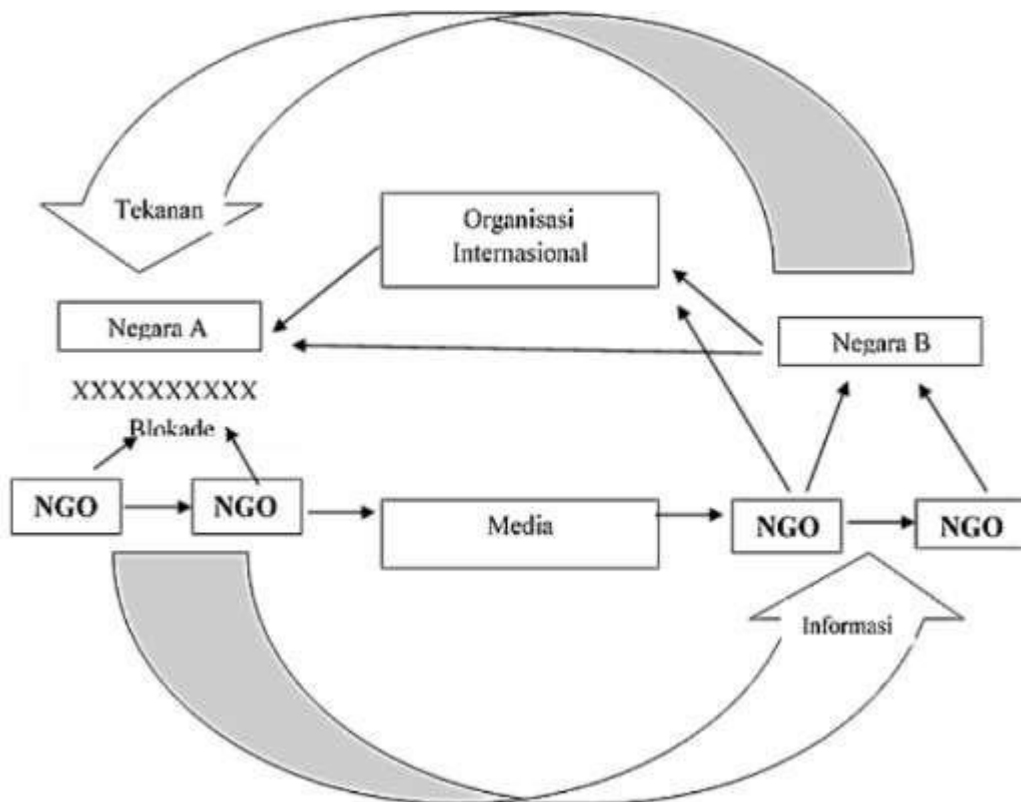 Tekanan
Organisasi
Internasional
Negara A
Negara B
XXXXXXXXXX
Blokade
NGO
NGO
Media
NGO
NGO
Informasi